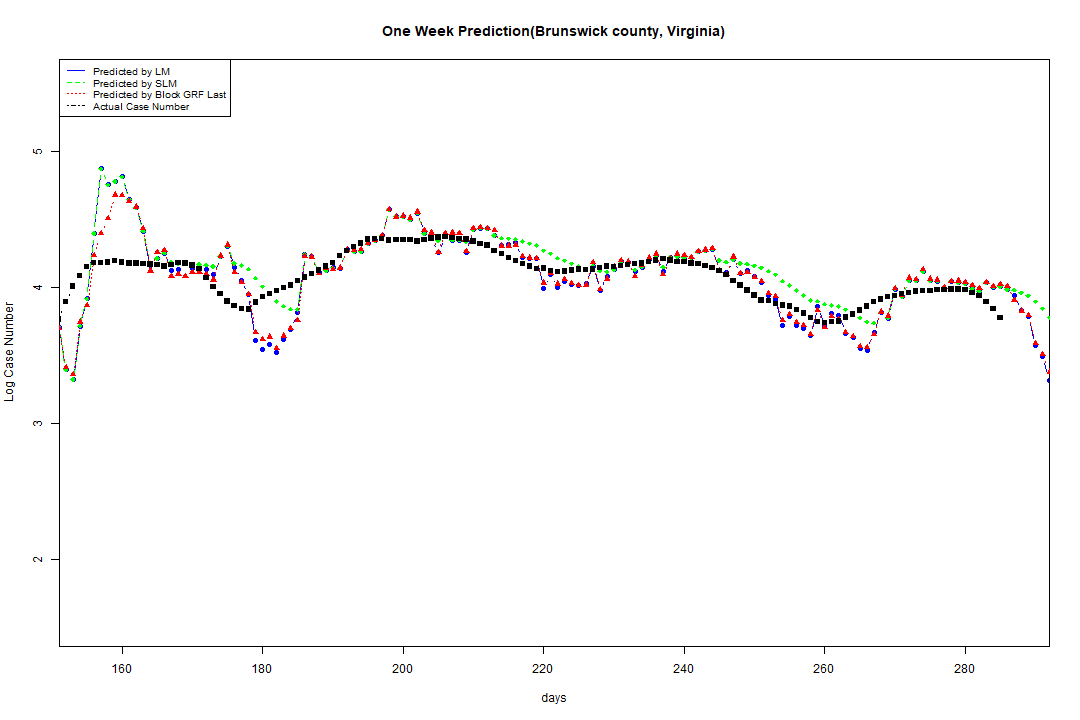 One Week Prediction(Brunswick county, Virginia)
Predicted by LM
Predicted by SLM
Predicted by Block GRF Last
Actual Case Number
5
4
3
2
Log Case Number
160 180 200 220 240 260 280
days